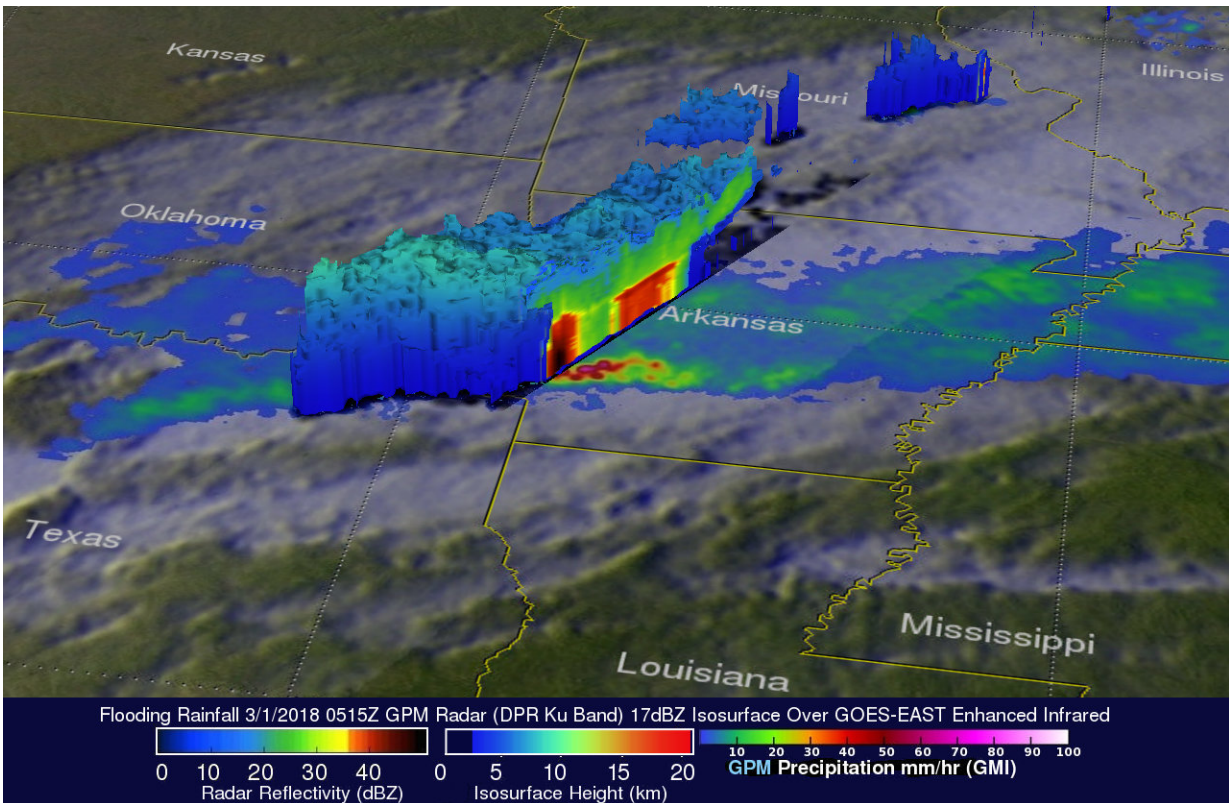 Kansas
Missouri
Illinois
Oklahoma
Arkansas
Texas
Mississippi
Louisiana
Flooding Rainfall 3/1/2018 0515Z GPM Radar (DPR Ku Band) 17dBZ Isosurface Over GOES-EAST Enhanced Infrared
0 10 20 30 40 0 5 10 15 20 10 20 30 40 50 60 70 80 90 100
Radar Reflectivity (dBZ) Isosurface Height (km) GPM Precipitation mm/hr (GMI)